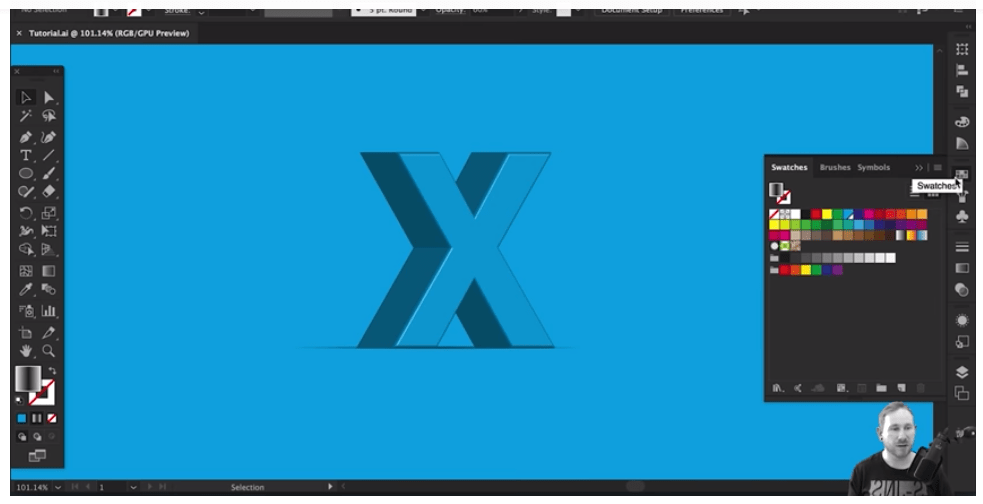 No Selection
Stroke:
5 pt. Round
Opacity:
Style:
Document Setup
Preferences
× Tutorial.ai @ 101.14% (RGB/GPU Preview)
X
Swatches Brushes Symbols
Swatches
101.14%
1
Selection